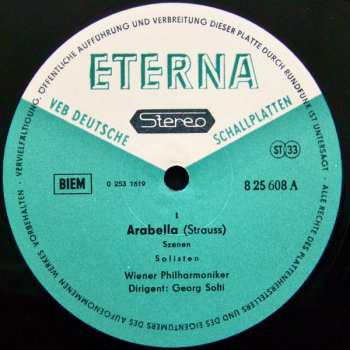 ETERNA
VEB DEUTSCHE SCHALLPLATTEN
Stereo
ST 33
BIEM
0 253 1619
8 25 608 A
1
Arabella (Strauss)
Szenen
Solisten
Wiener Philharmoniker
Dirigent: Georg Solti
ALLE RECHTE DES PLATTENHERSTELLERS UND DES EIGENTÜMERS DES AUFGENOMMENEN WERKES VORBEHALTEN · VERVIELFÄLTIGUNG, ÖFFENTLICHE AUFFÜHRUNG UND VERBREITUNG DIESER PLATTE DURCH RUNDFUNK IST UNTERSAGT ·